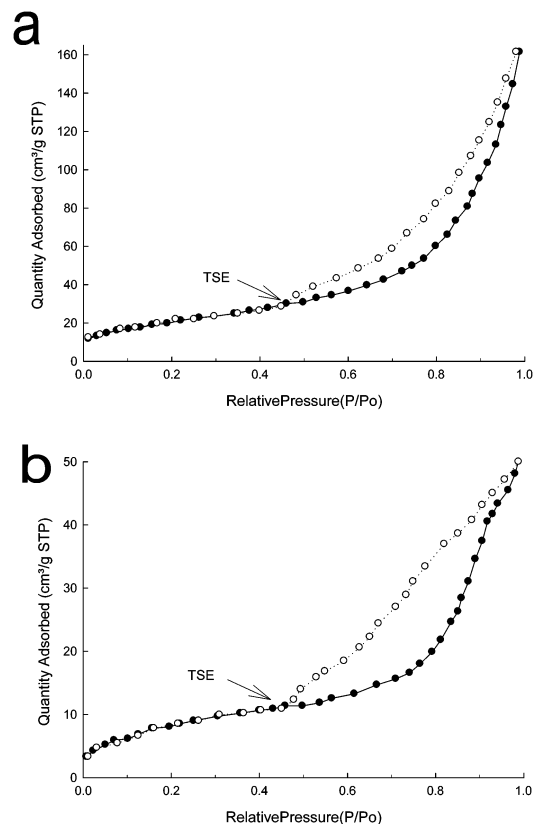 a
160
140
120
100
80
60
40
20
0
Quantity Adsorbed (cm³/g STP)
TSE
0.0 0.2 0.4 0.6 0.8 1.0
RelativePressure(P/Po)
b
50
40
30
20
10
0
Quantity Adsorbed (cm³/g STP)
TSE
0.0 0.2 0.4 0.6 0.8 1.0
RelativePressure(P/Po)